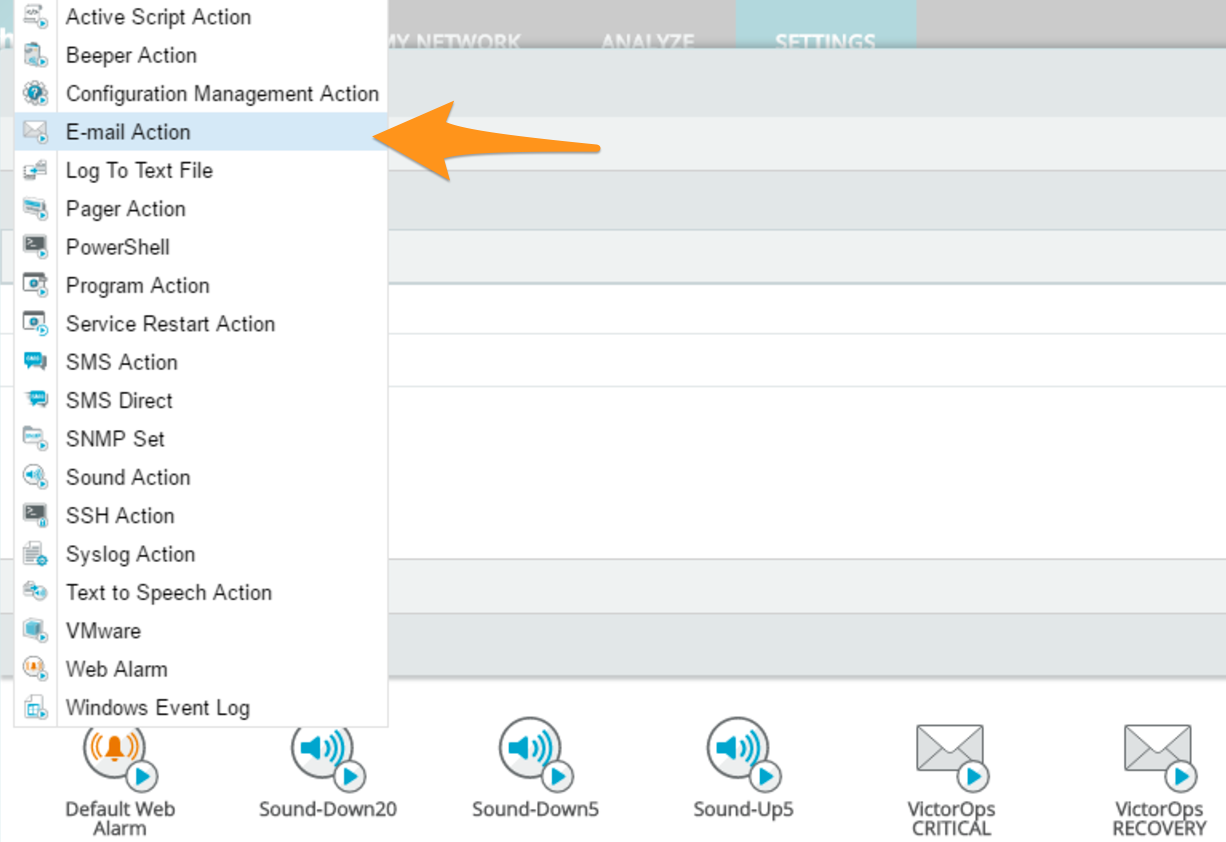 Active Script Action
Beeper Action
Configuration Management Action
E-mail Action
Log To Text File
Pager Action
PowerShell
Program Action
Service Restart Action
SMS Action
SMS Direct
SNMP Set
Sound Action
SSH Action
Syslog Action
Text to Speech Action
VMware
Web Alarm
Windows Event Log
MY NETWORK
ANALYZE
SETTINGS
Default Web
Alarm
Sound-Down20
Sound-Down5
Sound-Up5
VictorOps
CRITICAL
VictorOps
RECOVERY